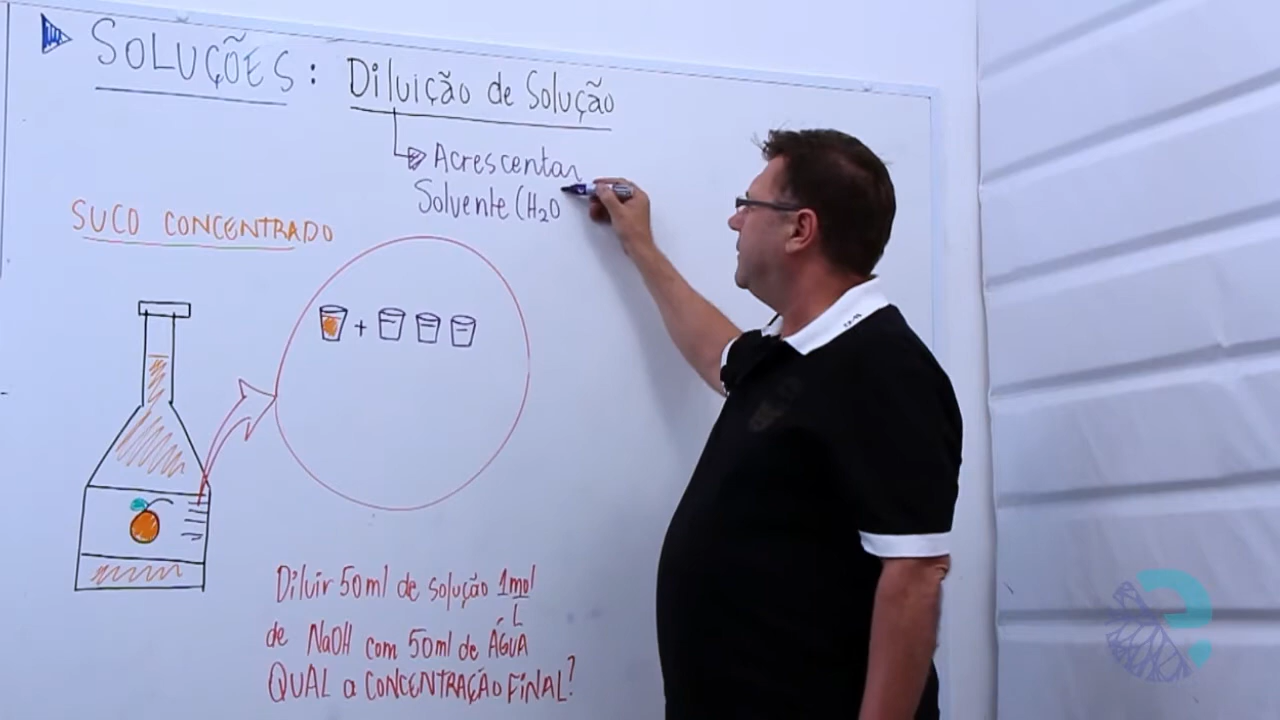 SOLUÇÕES: Diluição de Solução
Acrescentar
Solvente (H₂O
SUCO CONCENTRADO
+
Diluir 50ml de solução 1mol/L
de NaOH com 50ml de ÁGUA
QUAL a CONCENTRAÇÃO FINAL?